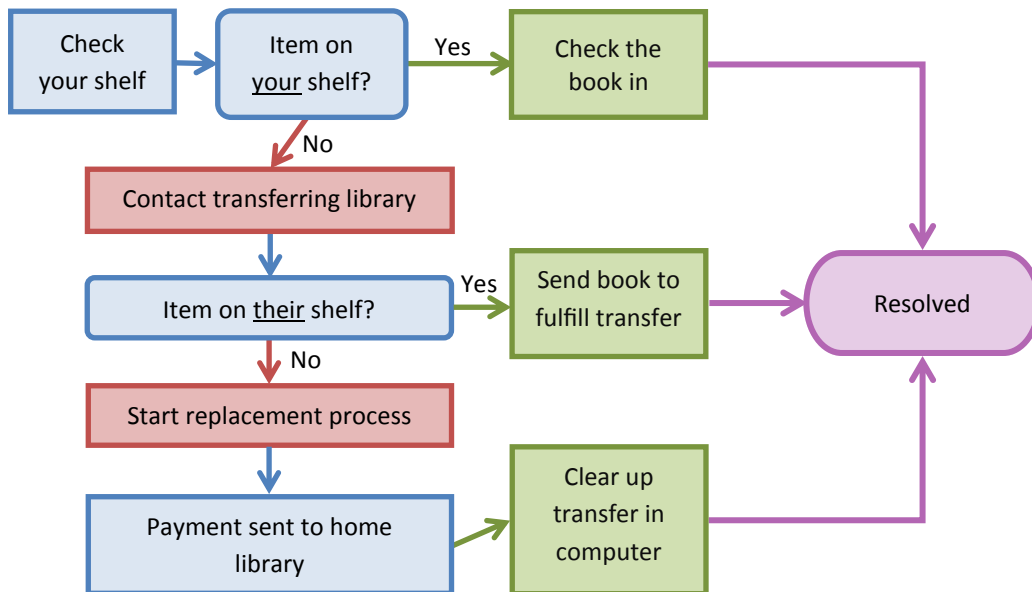 Check
your shelf
Item on
your shelf?
Yes
Check the
book in
No
Contact transferring library
Item on their shelf?
Yes
Send book to
fulfill transfer
Resolved
No
Start replacement process
Payment sent to home
library
Clear up
transfer in
computer